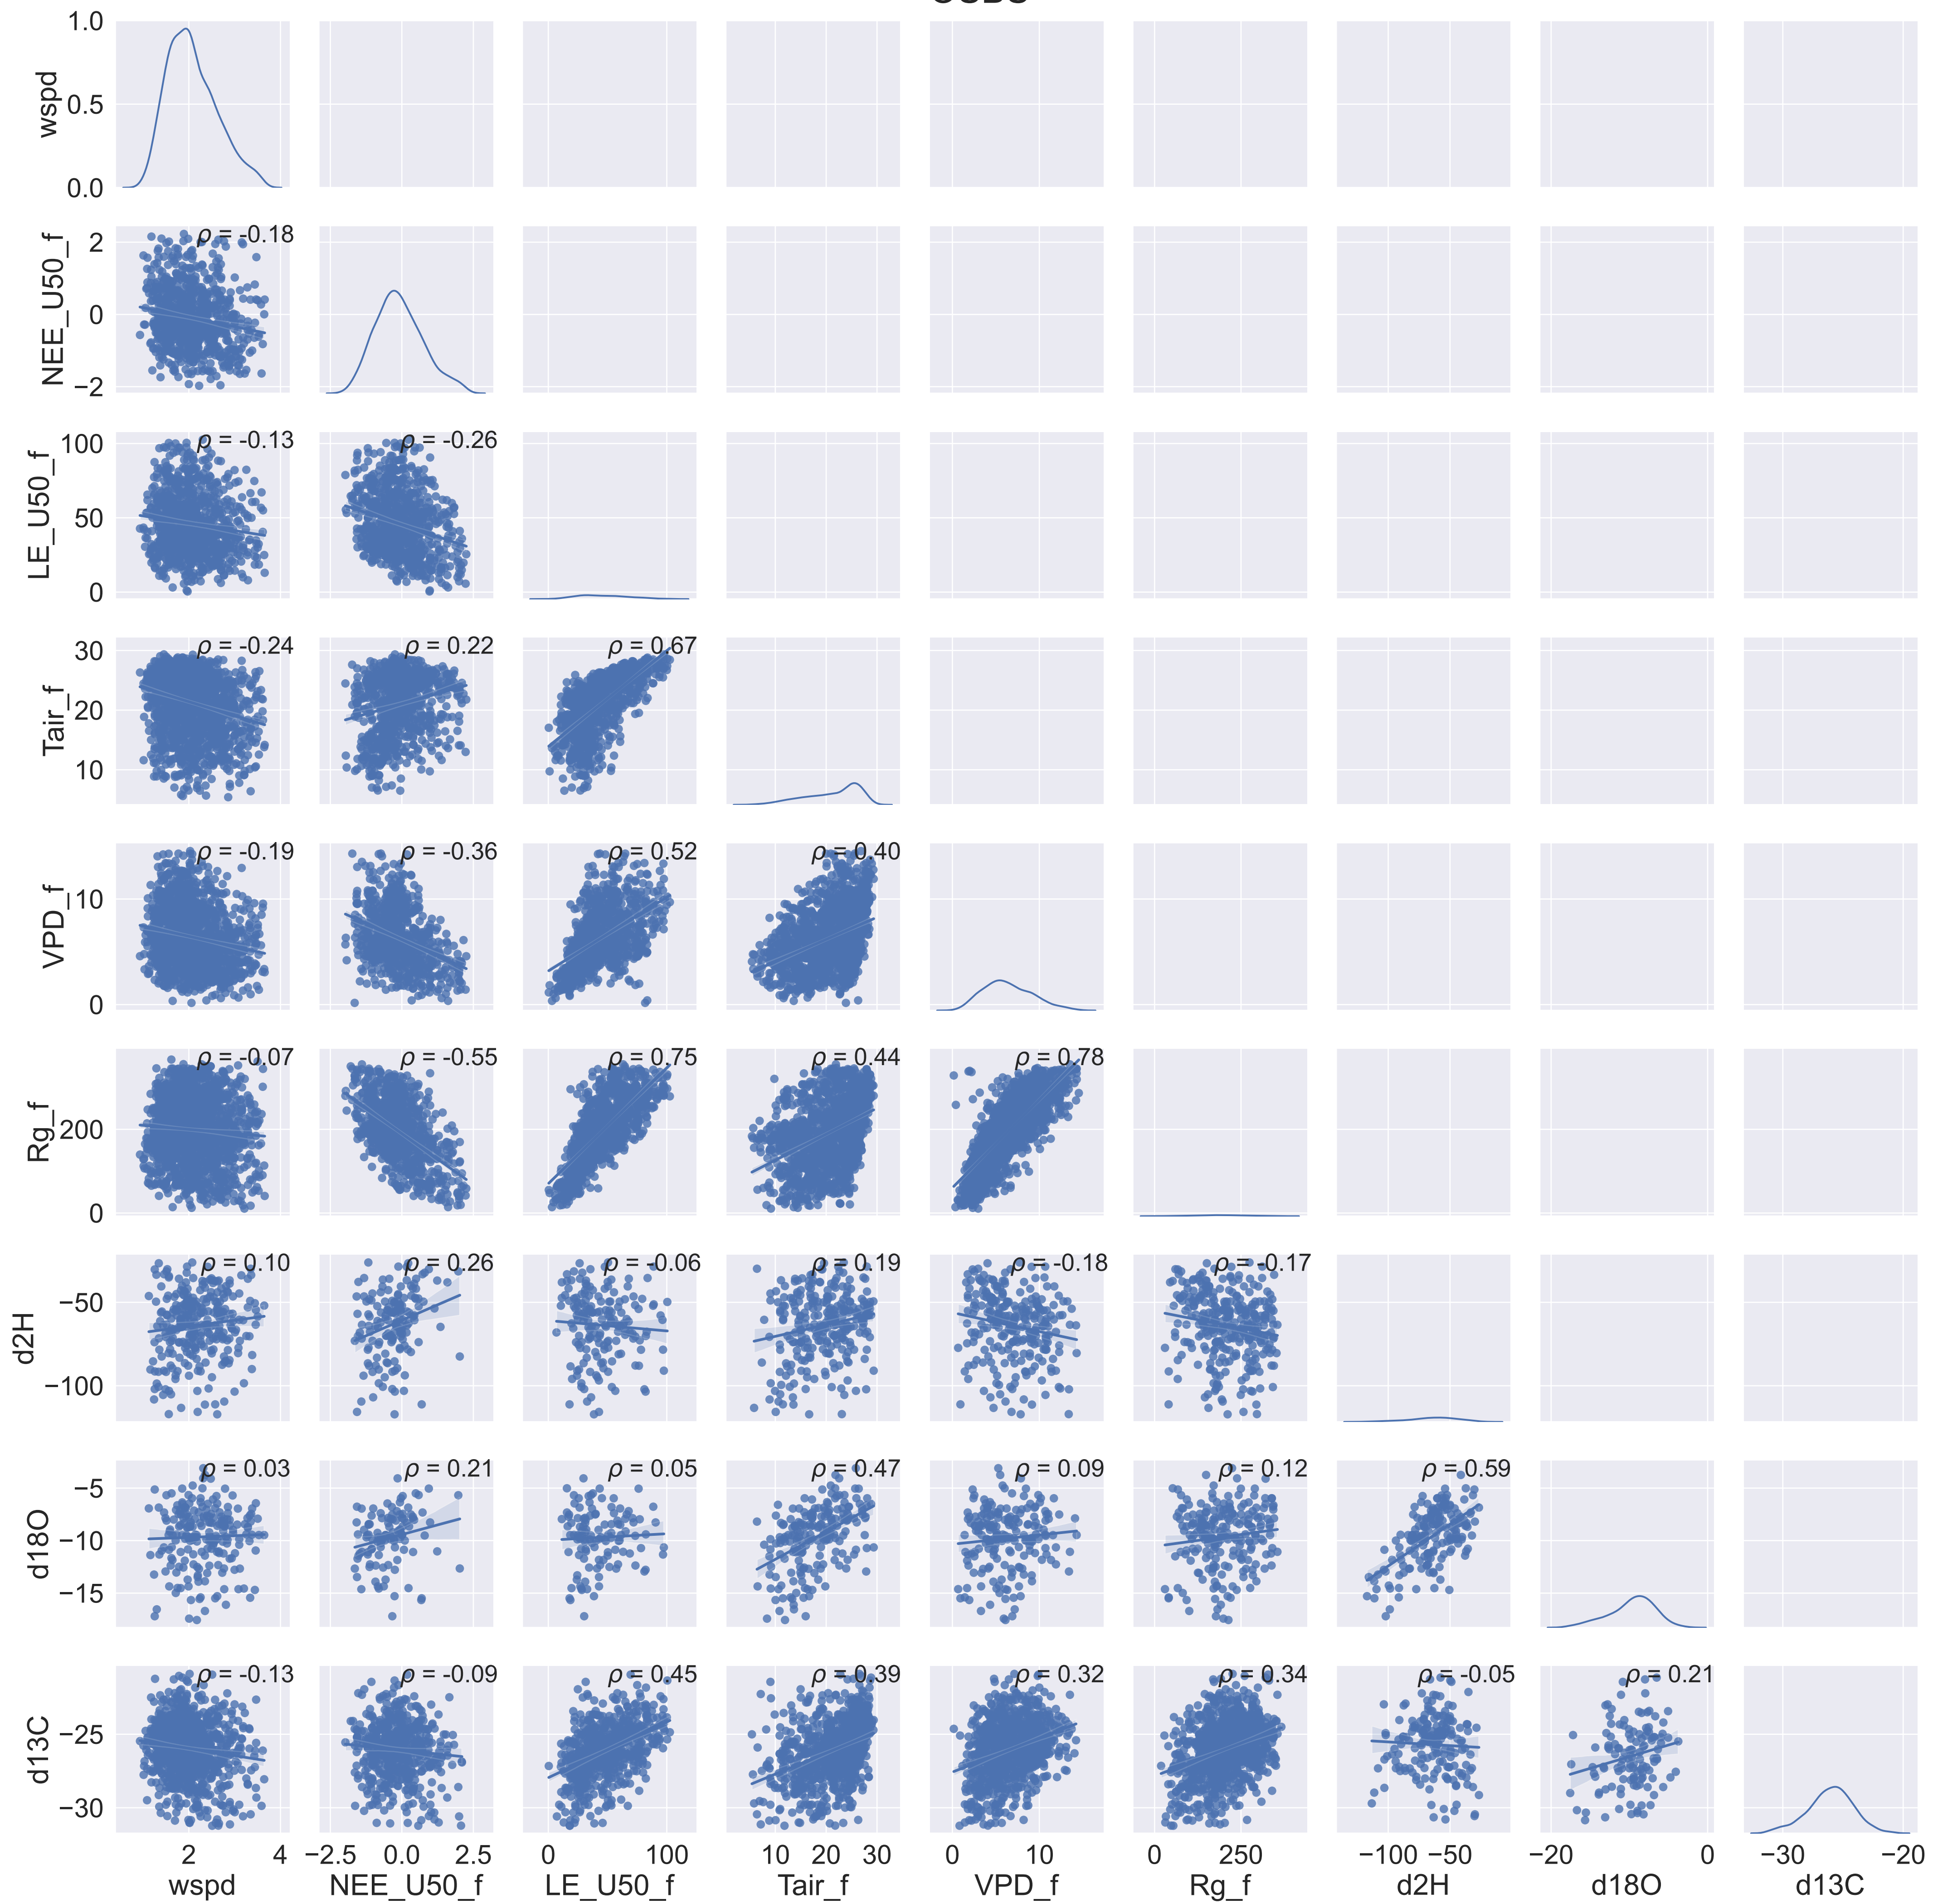 1.0
wspd
0.5
0.0
ρ = -0.18
2
NEE_U50_f
0
−2
ρ = -0.13 ρ = -0.26
100
LE_U50_f
50
0
ρ = -0.24 ρ = 0.22 ρ = 0.67
30
Tair_f
20
10
ρ = -0.19 ρ = -0.36 ρ = 0.52 ρ = 0.40
VPD_f
10
0
ρ = -0.07 ρ = -0.55 ρ = 0.75 ρ = 0.44 ρ = 0.78
Rg_f
200
0
ρ = 0.10 ρ = 0.26 ρ = -0.06 ρ = 0.19 ρ = -0.18 ρ = -0.17
−50
d2H
−100
ρ = 0.03 ρ = 0.21 ρ = 0.05 ρ = 0.47 ρ = 0.09 ρ = 0.12 ρ = 0.59
−5
d18O
−10
−15
ρ = -0.13 ρ = -0.09 ρ = 0.45 ρ = 0.39 ρ = 0.32 ρ = 0.34 ρ = -0.05 ρ = 0.21
−25
d13C
−30
2 4 −2.5 0.0 2.5 0 100 10 20 30 0 10 0 250 −100 −50 −20 0 −30 −20
wspd NEE_U50_f LE_U50_f Tair_f VPD_f Rg_f d2H d18O d13C